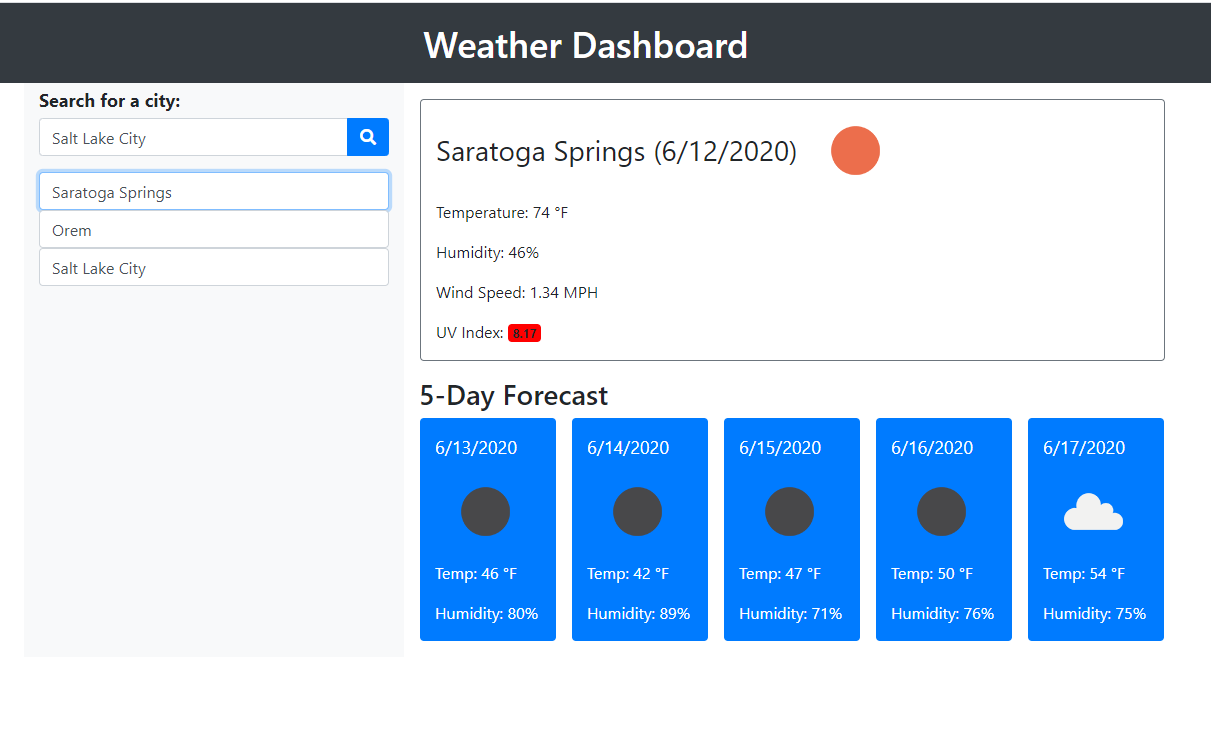 Weather Dashboard
Search for a city:
Salt Lake City
Saratoga Springs
Orem
Salt Lake City
Saratoga Springs (6/12/2020)
Temperature: 74 °F
Humidity: 46%
Wind Speed: 1.34 MPH
UV Index: 8.17
5-Day Forecast
6/13/2020
Temp: 46 °F
Humidity: 80%
6/14/2020
Temp: 42 °F
Humidity: 89%
6/15/2020
Temp: 47 °F
Humidity: 71%
6/16/2020
Temp: 50 °F
Humidity: 76%
6/17/2020
Temp: 54 °F
Humidity: 75%